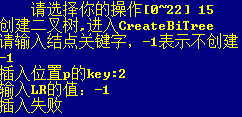 请选择你的操作[0~22] 15
创建二叉树,进入CreateBiTree
请输入结点关键字，-1表示不创建
-1
插入位置p的key:2
输入LR的值：-1
插入失败